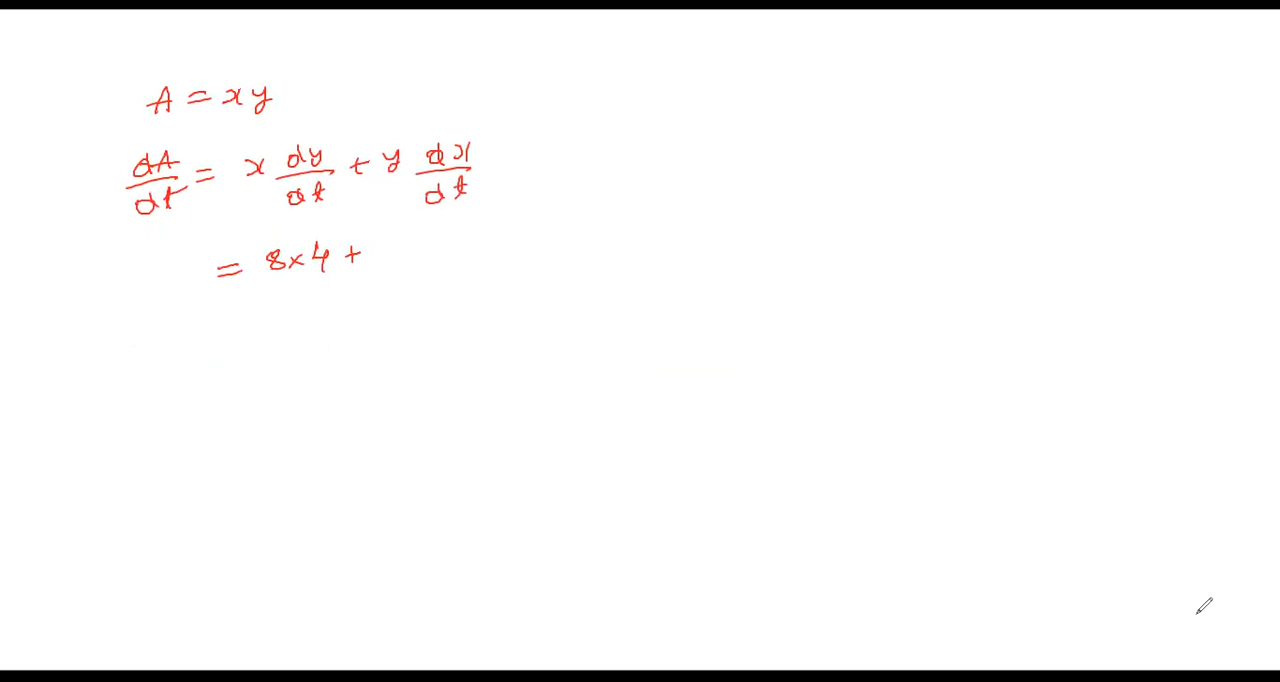 A = xy
dA/dt = x dy/dt + y dx/dt
= 8×4 +